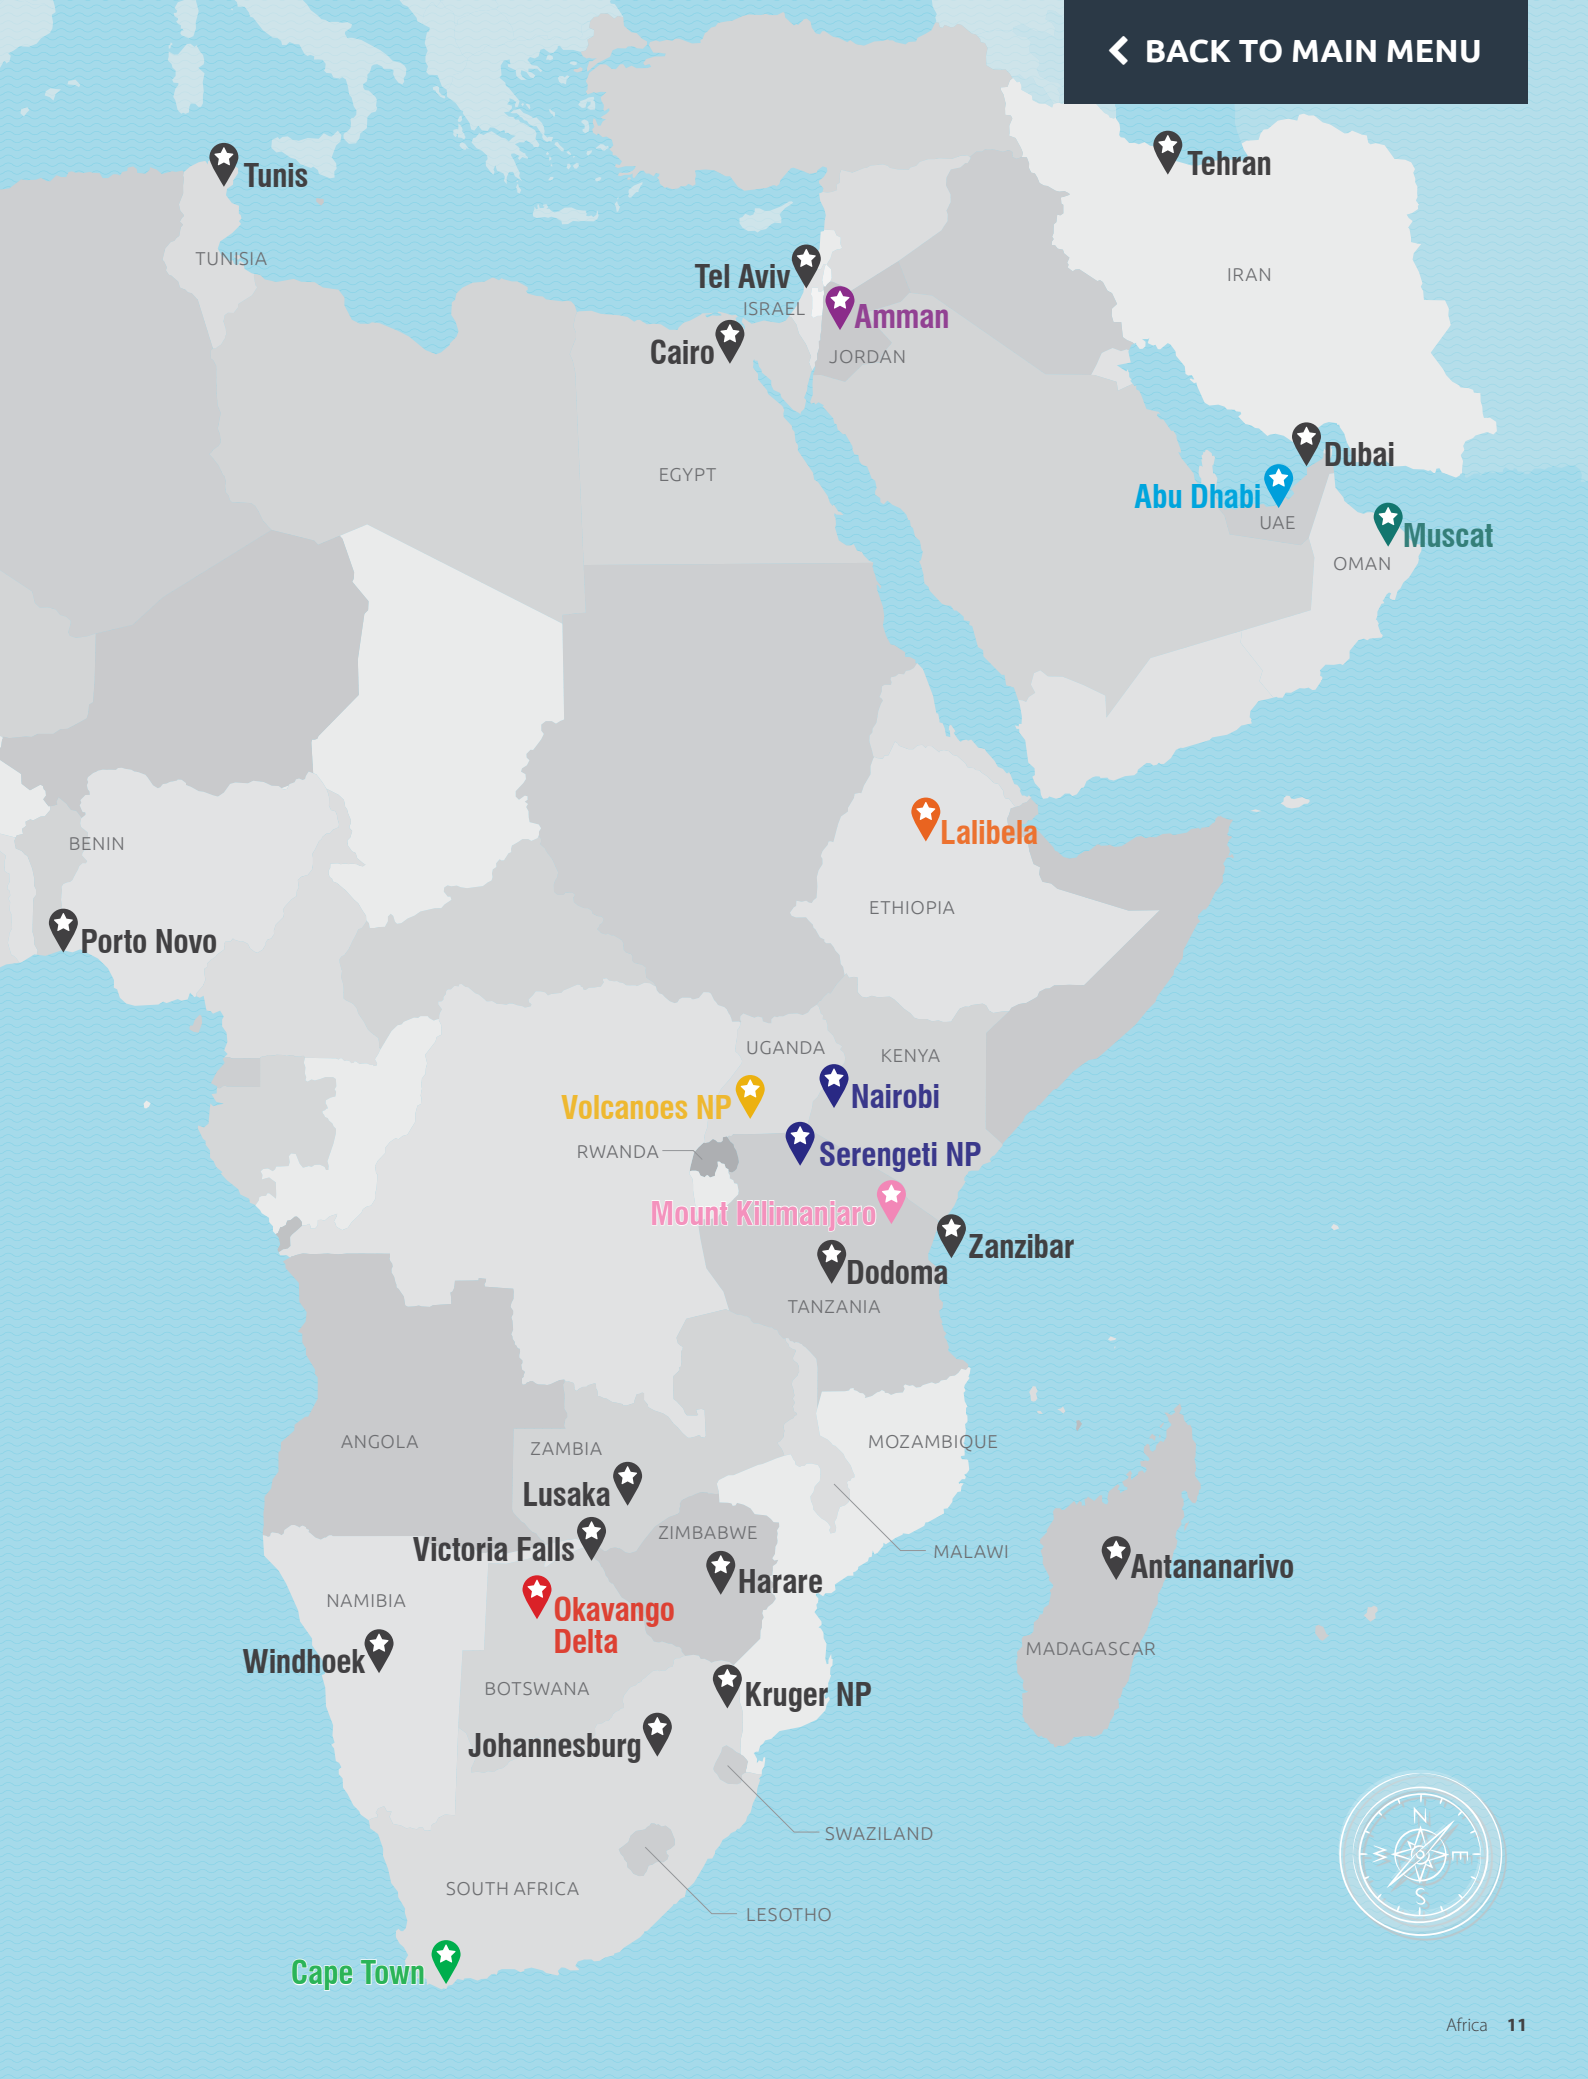 BACK TO MAIN MENU
Tunis
Tehran
TUNISIA
Tel Aviv
IRAN
ISRAEL
Amman
Cairo
JORDAN
Dubai
EGYPT
Abu Dhabi
UAE
Muscat
OMAN
Lalibela
BENIN
ETHIOPIA
Porto Novo
UGANDA
KENYA
Volcanoes NP
Nairobi
RWANDA
Serengeti NP
Mount Kilimanjaro
Zanzibar
Dodoma
TANZANIA
ANGOLA
ZAMBIA
MOZAMBIQUE
Lusaka
ZIMBABWE
Victoria Falls
MALAWI
Antananarivo
Harare
NAMIBIA
Okavango
Delta
MADAGASCAR
Windhoek
BOTSWANA
Kruger NP
Johannesburg
N
W
E
S
SWAZILAND
SOUTH AFRICA
LESOTHO
Cape Town
Africa 11